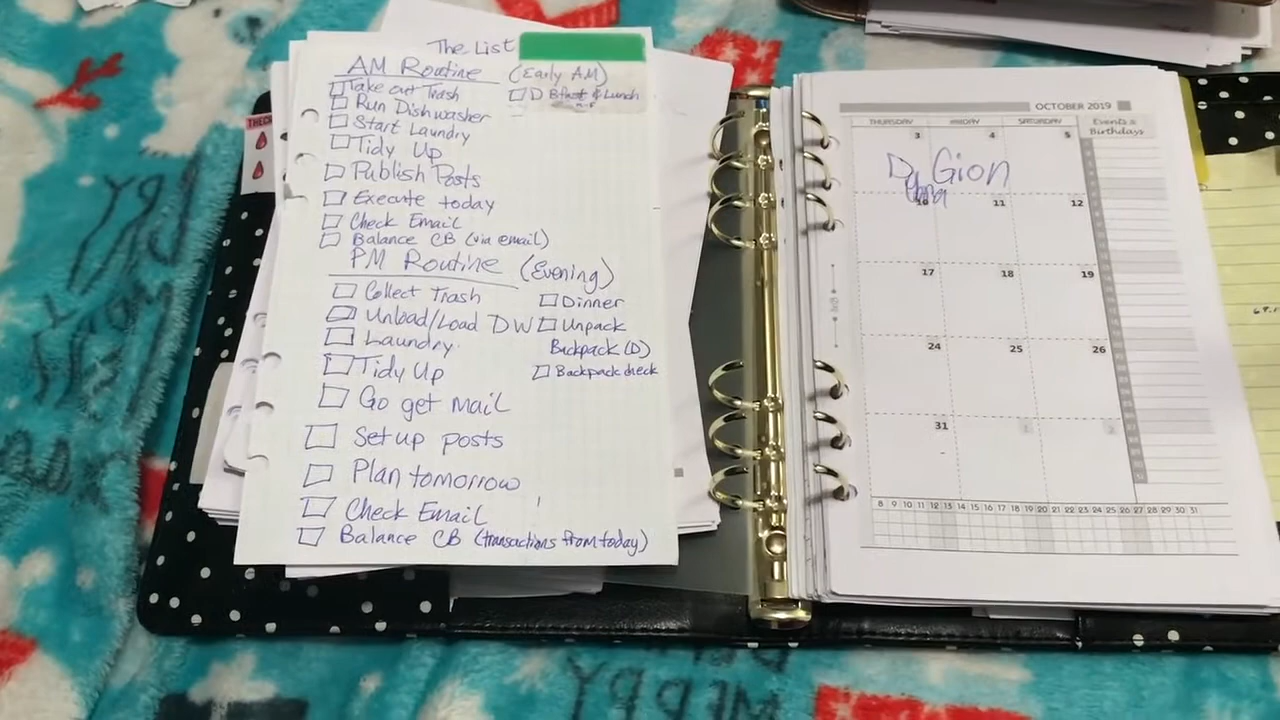 The List
AM Routine (Early AM)
Take out Trash
D Bfast & Lunch
Run Dishwasher
Start Laundry
Tidy Up
Publish Posts
Execute today
Check Email
Balance CB (via email)
PM Routine (Evening)
Collect Trash
Dinner
Unload/Load DW
Unpack
Backpack (D)
Laundry
Backpack check
Tidy Up
Go get mail
Set up posts
Plan tomorrow
Check Email
Balance CB (transactions from today)
OCTOBER 2019
THURSDAY FRIDAY SATURDAY Events &
Birthdays
3 4 5
Gion
10 11 12
17 18 19
24 25 26
31
8 9 10 11 12 13 14 15 16 17 18 19 20 21 22 23 24 25 26 27 28 29 30 31
MERRY